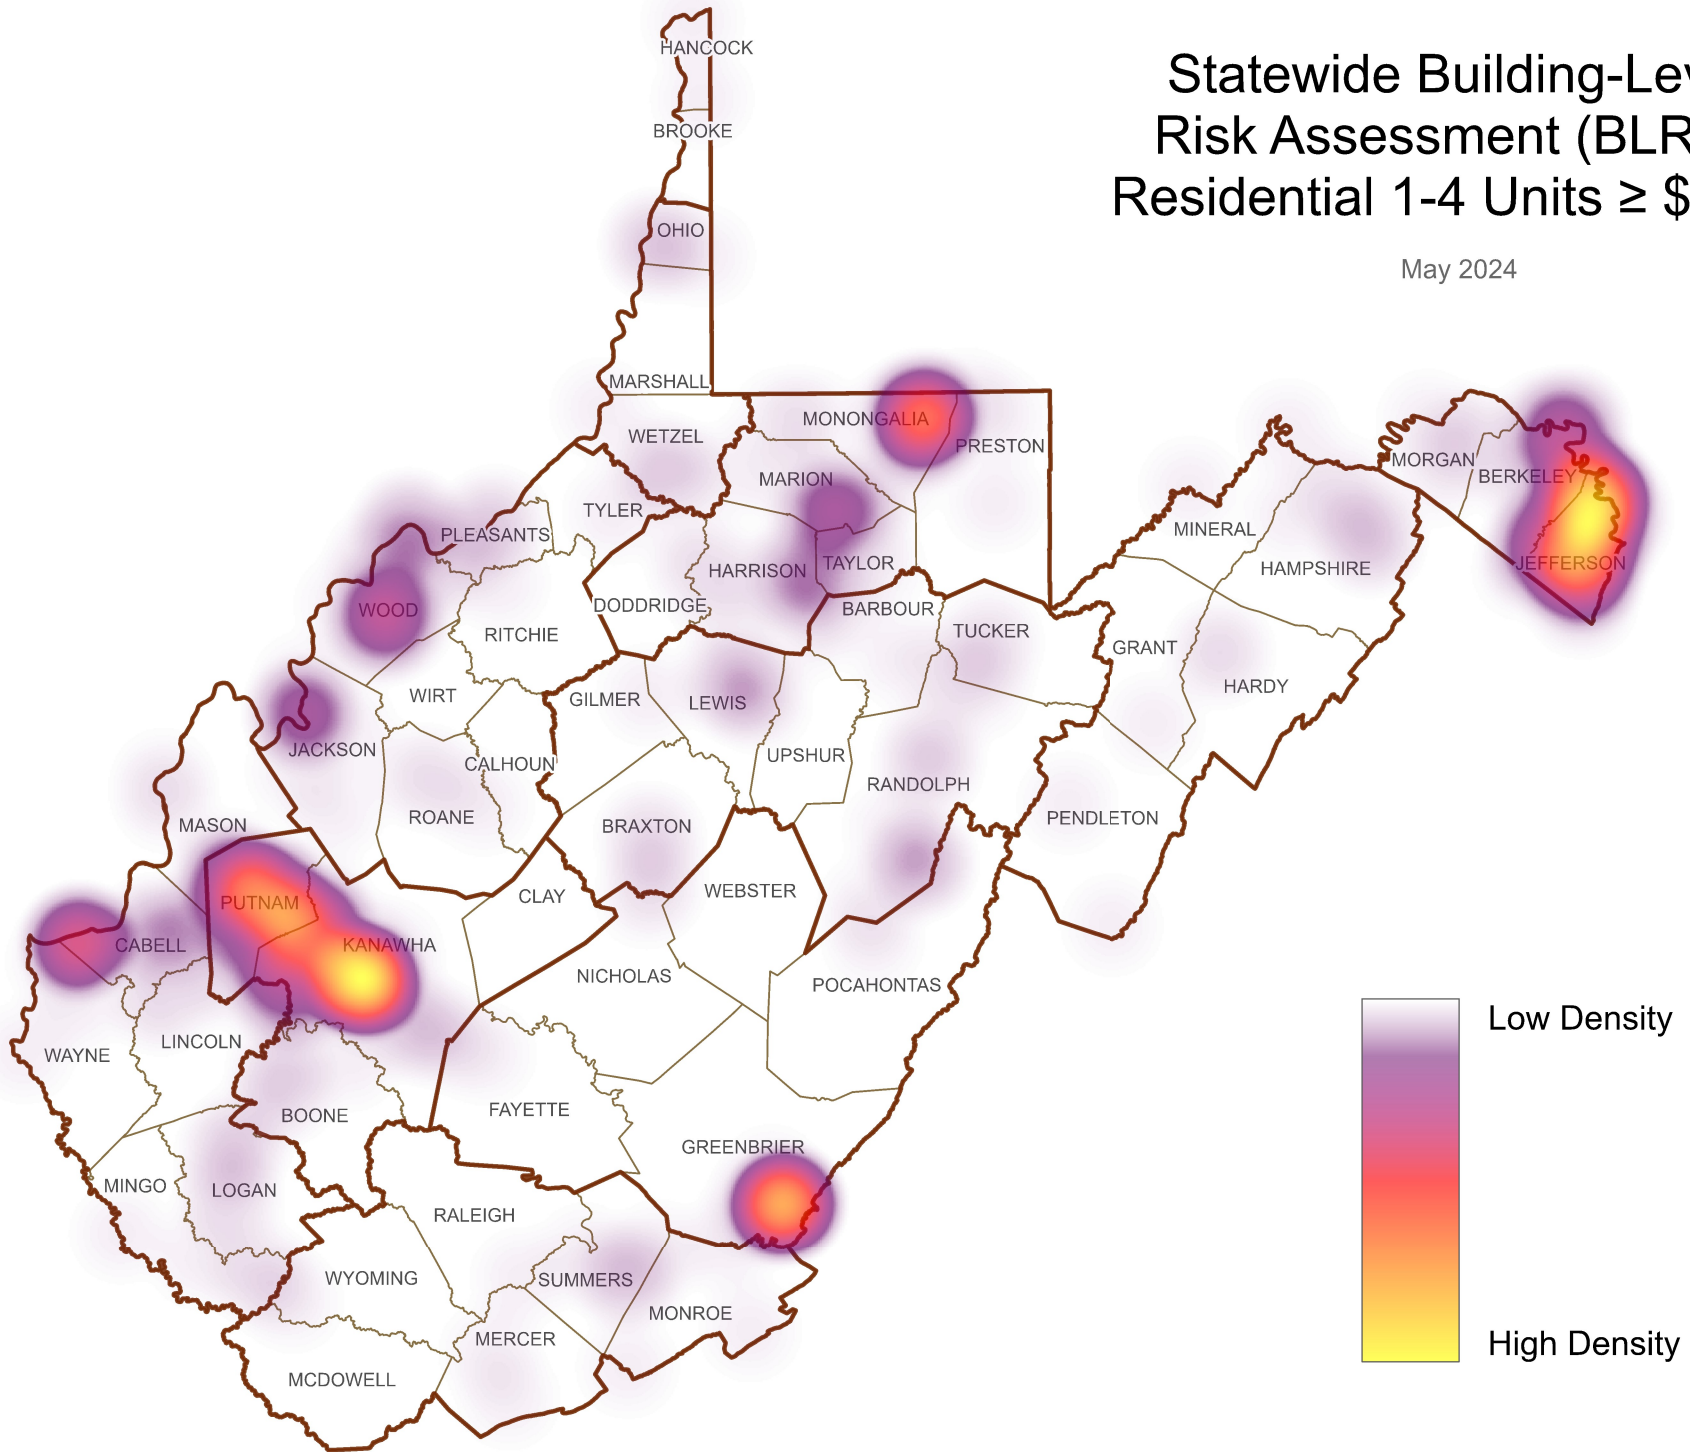 Statewide Building-Lev
Risk Assessment (BLR
Residential 1-4 Units ≥ $
May 2024
HANCOCK
BROOKE
OHIO
MARSHALL
WETZEL
MONONGALIA
PRESTON
MARION
MORGAN
BERKELEY
TYLER
PLEASANTS
MINERAL
HARRISON
TAYLOR
HAMPSHIRE
JEFFERSON
WOOD
DODDRIDGE
BARBOUR
RITCHIE
TUCKER
GRANT
WIRT
GILMER
LEWIS
HARDY
JACKSON
CALHOUN
UPSHUR
RANDOLPH
MASON
ROANE
BRAXTON
PENDLETON
PUTNAM
CLAY
WEBSTER
CABELL
KANAWHA
NICHOLAS
POCAHONTAS
Low Density
WAYNE
LINCOLN
BOONE
FAYETTE
GREENBRIER
MINGO
LOGAN
RALEIGH
WYOMING
SUMMERS
MONROE
MERCER
MCDOWELL
High Density